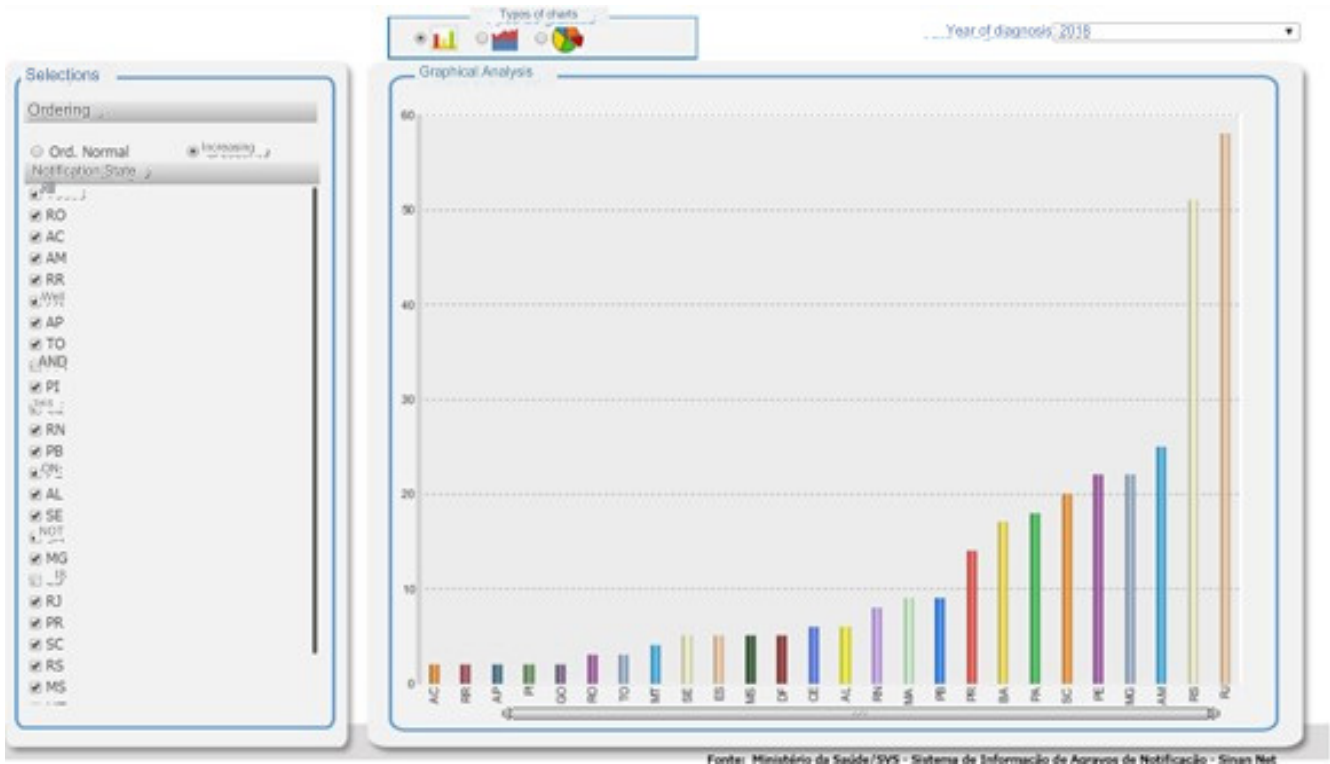 Types of charts
Year of diagnosis 2018
Selections
Ordering
Ord. Normal
Increasing
Notification State
RO
AC
AM
RR
Well
AP
TO
AND
PI
RN
PB
ON
AL
SE
NOT
MG
RJ
PR
SC
RS
MS
Graphical Analysis
60
50
40
30
20
10
0
AC RR AP PI GO RO TO MT SE ES MS DF CE AL RN MA PB PR BA PA SC PE MG AM RS RJ
Fonte: Ministério da Saúde/SVS - Sistema de Informação de Agravos de Notificação - Sinan Net